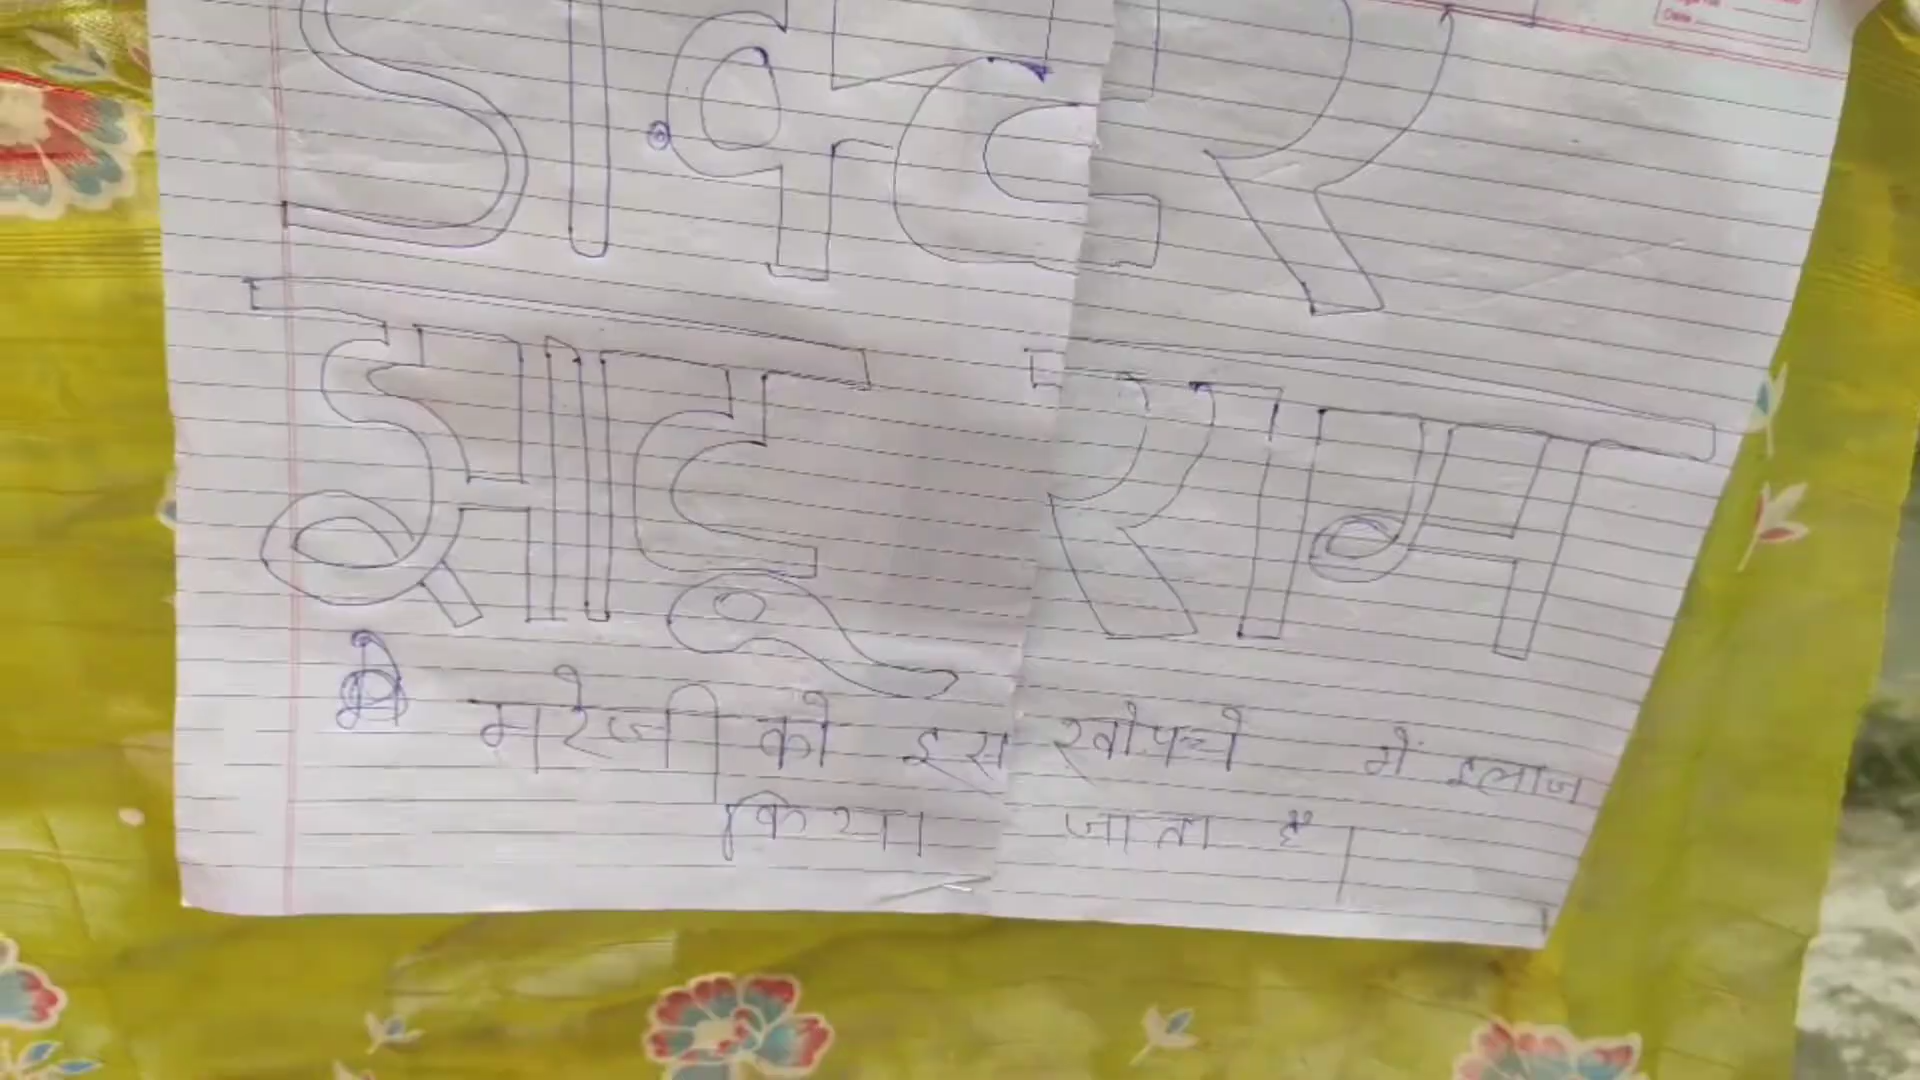 डाक्टर
झाटु राम
मरेजी को इस खोपचे में इलाज
किया जाता है।